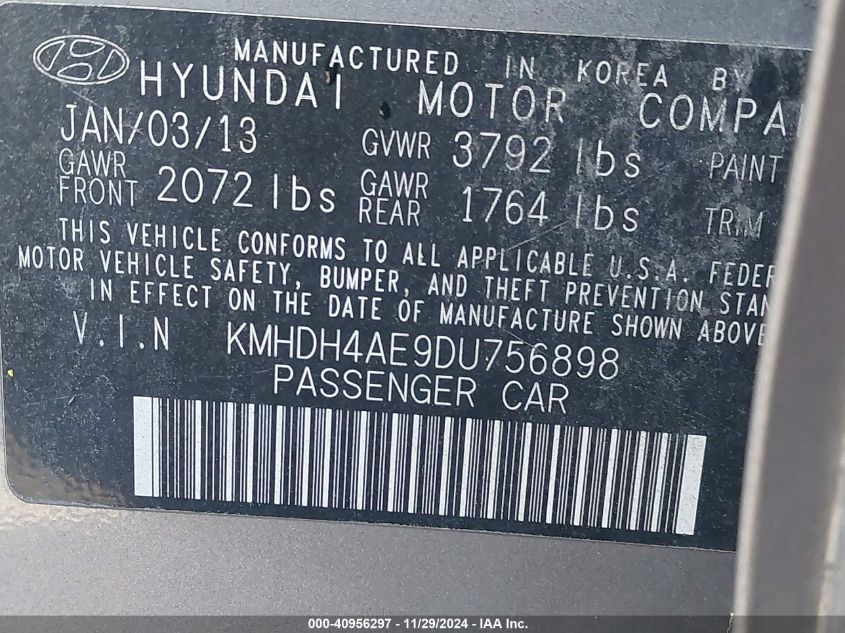 MANUFACTURED IN KOREA BY
HYUNDAI MOTOR COMPA
JAN/03/13 GVWR 3792 lbs PAINT
GAWR FRONT 2072 lbs GAWR REAR 1764 lbs TRIM
THIS VEHICLE CONFORMS TO ALL APPLICABLE U.S.A. FEDER
MOTOR VEHICLE SAFETY, BUMPER, AND THEFT PREVENTION STAN
IN EFFECT ON THE DATE OF MANUFACTURE SHOWN ABOVE
V.I.N KMHDH4AE9DU756898
PASSENGER CAR
000-40956297 - 11/29/2024 - IAA Inc.